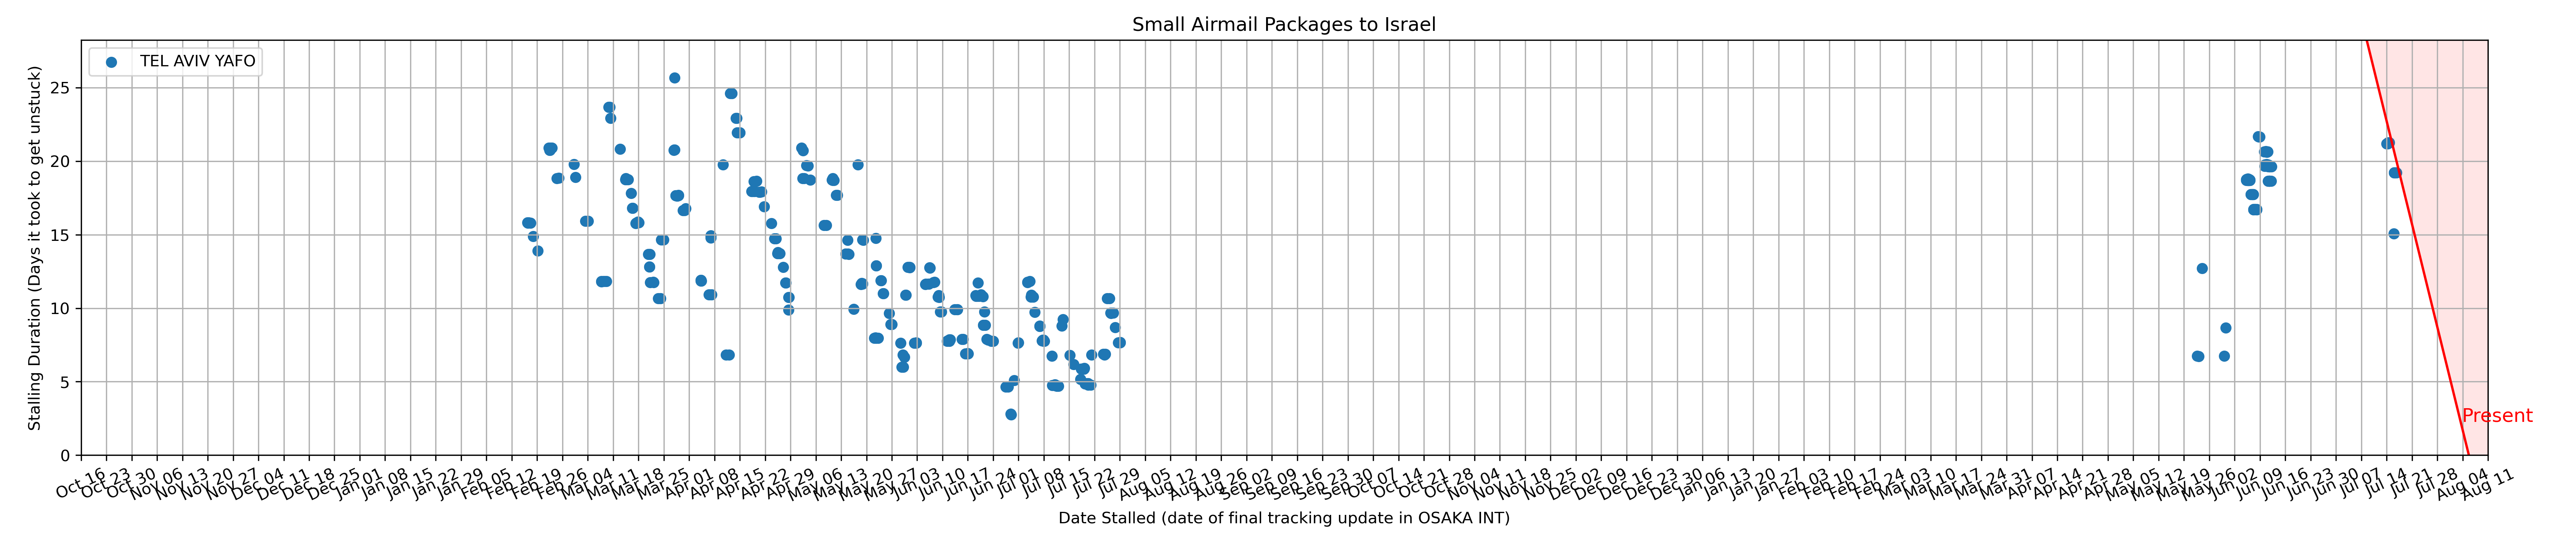 Small Airmail Packages to Israel
TEL AVIV YAFO
Stalling Duration (Days it took to get unstuck)
25
20
15
10
5
0
Present
Oct 16
Oct 23
Oct 30
Nov 06
Nov 13
Nov 20
Nov 27
Dec 04
Dec 11
Dec 18
Dec 25
Jan 01
Jan 08
Jan 15
Jan 22
Jan 29
Feb 05
Feb 12
Feb 19
Feb 26
Mar 04
Mar 11
Mar 18
Mar 25
Apr 01
Apr 08
Apr 15
Apr 22
Apr 29
May 06
May 13
May 20
May 27
Jun 03
Jun 10
Jun 17
Jun 24
Jul 01
Jul 08
Jul 15
Jul 22
Jul 29
Aug 05
Aug 12
Aug 19
Aug 26
Sep 02
Sep 09
Sep 16
Sep 23
Sep 30
Oct 07
Oct 14
Oct 21
Oct 28
Nov 04
Nov 11
Nov 18
Nov 25
Dec 02
Dec 09
Dec 16
Dec 23
Dec 30
Jan 06
Jan 13
Jan 20
Jan 27
Feb 03
Feb 10
Feb 17
Feb 24
Mar 03
Mar 10
Mar 17
Mar 24
Mar 31
Apr 07
Apr 14
Apr 21
Apr 28
May 05
May 12
May 19
May 26
Jun 02
Jun 09
Jun 16
Jun 23
Jun 30
Jul 07
Jul 14
Jul 21
Jul 28
Aug 04
Aug 11
Date Stalled (date of final tracking update in OSAKA INT)